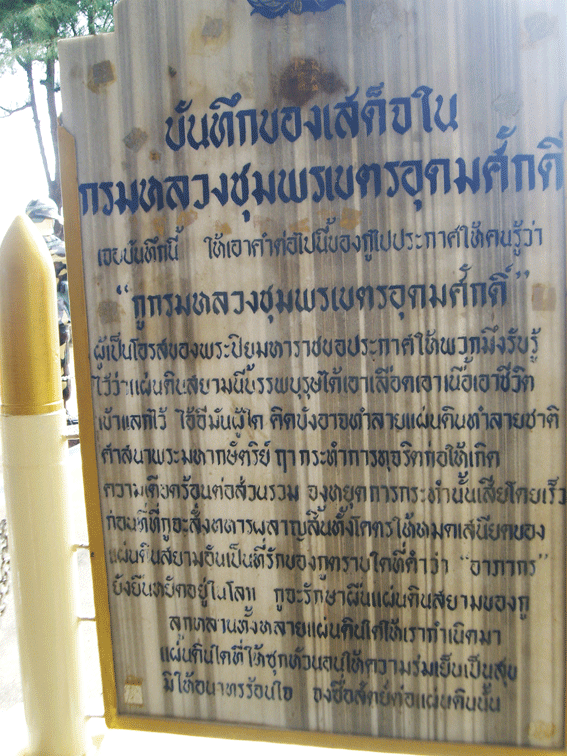 บันทึกของเสด็จใน
กรมหลวงชุมพรเขตรอุดมศักดิ์
เจอบันทึกนี้ ให้เอาคำต่อไปนี้ของกูไปประกาศให้คนรู้ว่า
"กูกรมหลวงชุมพรเขตรอุดมศักดิ์"
ผู้เป็นโอรสของพระปิยมหาราชขอประกาศให้พวกมึงรับรู้
ไว้ว่าแผ่นดินสยามนี้บรรพบุรุษได้เอาเลือดเอาเนื้อเอาชีวิต
เข้าแลกไว้ ไอ้อีมันผู้ใด คิดบังอาจทำลายแผ่นดินทำลายชาติ
ศาสนาพระมหากษัตริย์ ฤากระทำการทุจริตก่อให้เกิด
ความเดือดร้อนต่อส่วนรวม จงหยุดการกระทำนั้นเสียโดยเร็ว
ก่อนที่กูจะสั่งทหารผลาญสิ้นทั้งโคตรให้หมดเสนียดของ
แผ่นดินสยามอันเป็นที่รักของกูตราบใดที่คำว่า "อาภากร"
ยังยืนหยัดอยู่ในโลก กูจะรักษาผืนแผ่นดินสยามของกู
ลูกหลานทั้งหลายแผ่นดินใดให้เรากำเนิดมา
แผ่นดินใดที่ให้ซุกหัวนอนให้ความร่มเย็นเป็นสุข
มิให้อนาทรร้อนใจ จงซื่อสัตย์ต่อแผ่นดินนั้น